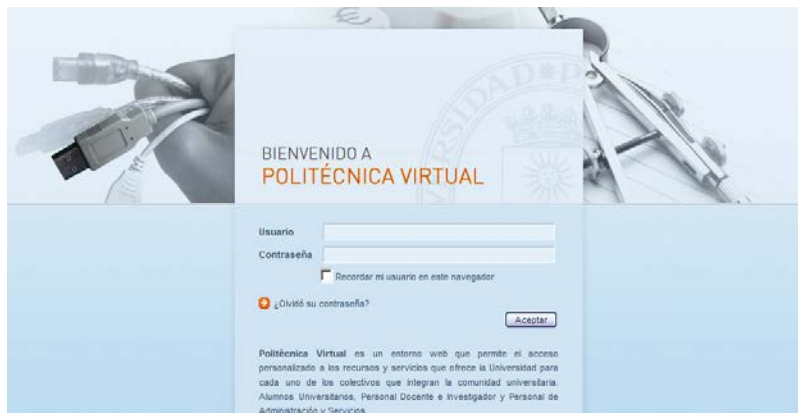 BIENVENIDO A
POLITÉCNICA VIRTUAL
Usuario
Contraseña
Recordar mi usuario en este navegador
¿Olvidó su contraseña?
Aceptar
Politécnica Virtual es un entorno web que permite el acceso
personalizado a los recursos y servicios que ofrece la Universidad para
cada uno de los colectivos que integran la comunidad universitaria:
Alumnos Universitarios, Personal Docente e Investigador y Personal de
Administración y Servicios.